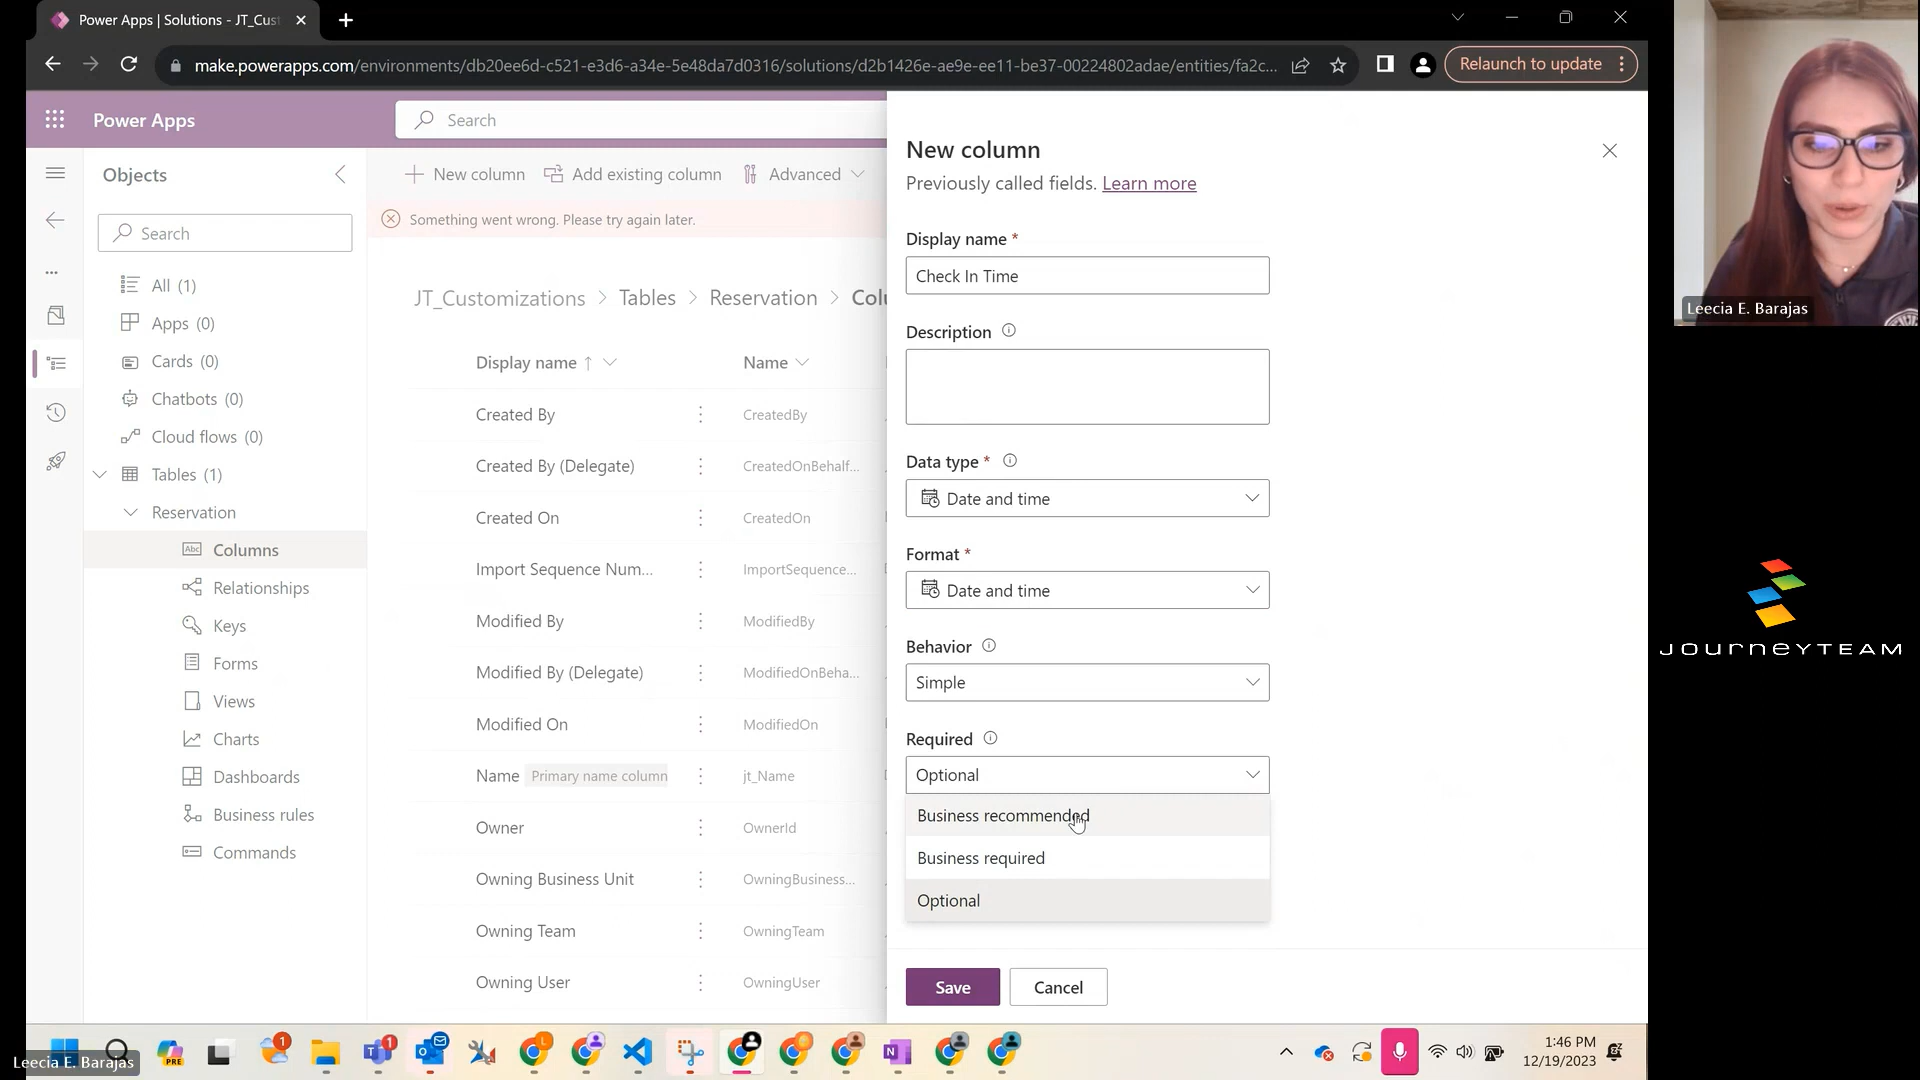 Power Apps | Solutions - JT_Cust
make.powerapps.com/environments/db20ee6d-c521-e3d6-a34e-5e48da7d0316/solutions/d2b1426e-ae9e-ee11-be37-00224802adae/entities/fa2c...
Relaunch to update
Power Apps
Search
Objects
Search
All (1)
Apps (0)
Cards (0)
Chatbots (0)
Cloud flows (0)
Tables (1)
Reservation
Columns
Relationships
Keys
Forms
Views
Charts
Dashboards
Business rules
Commands
New column
Add existing column
Advanced
Something went wrong. Please try again later.
JT_Customizations > Tables > Reservation > Colu
Display name ↑ Name
Created By CreatedBy
Created By (Delegate) CreatedOnBehalf...
Created On CreatedOn
Import Sequence Num... ImportSequence...
Modified By ModifiedBy
Modified By (Delegate) ModifiedOnBeha...
Modified On ModifiedOn
Name Primary name column jt_Name
Owner OwnerId
Owning Business Unit OwningBusiness...
Owning Team OwningTeam
Owning User OwningUser
New column
Previously called fields. Learn more
Display name *
Check In Time
Description
Data type *
Date and time
Format *
Date and time
Behavior
Simple
Required
Optional
Business recommended
Business required
Optional
Save
Cancel
Leecia E. Barajas
JOURNEYTEAM
Leecia E. Barajas
PRE
1
1
1:46 PM
12/19/2023